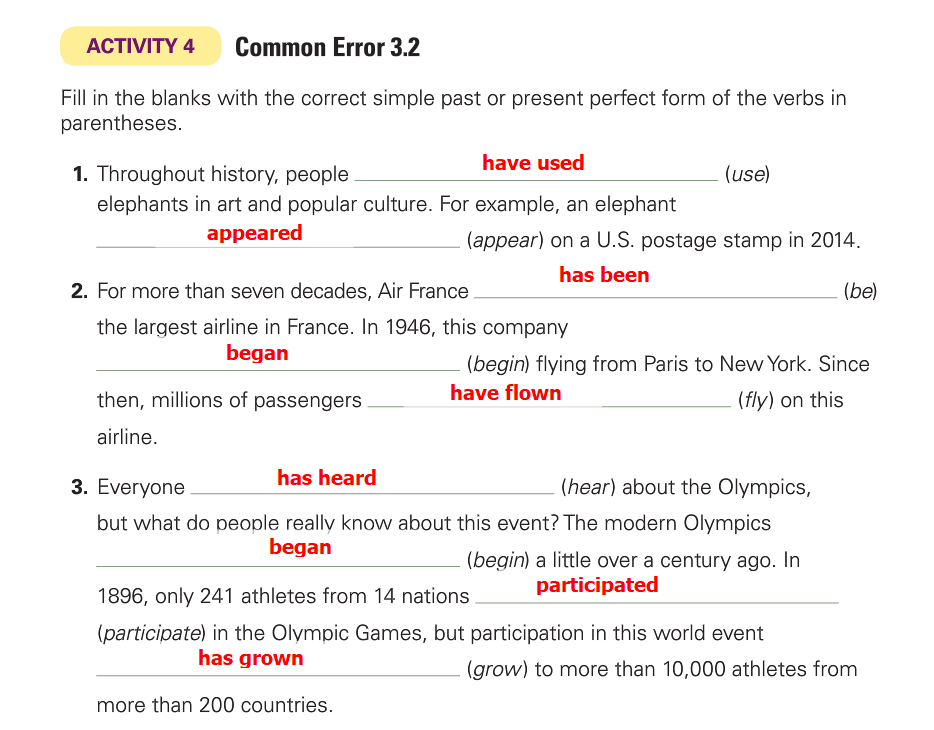 ACTIVITY 4 Common Error 3.2
Fill in the blanks with the correct simple past or present perfect form of the verbs in
parentheses.
1. Throughout history, people have used (use)
elephants in art and popular culture. For example, an elephant
appeared (appear) on a U.S. postage stamp in 2014.
2. For more than seven decades, Air France has been (be)
the largest airline in France. In 1946, this company
began (begin) flying from Paris to New York. Since
then, millions of passengers have flown (fly) on this
airline.
3. Everyone has heard (hear) about the Olympics,
but what do people really know about this event? The modern Olympics
began (begin) a little over a century ago. In
1896, only 241 athletes from 14 nations participated
(participate) in the Olympic Games, but participation in this world event
has grown (grow) to more than 10,000 athletes from
more than 200 countries.